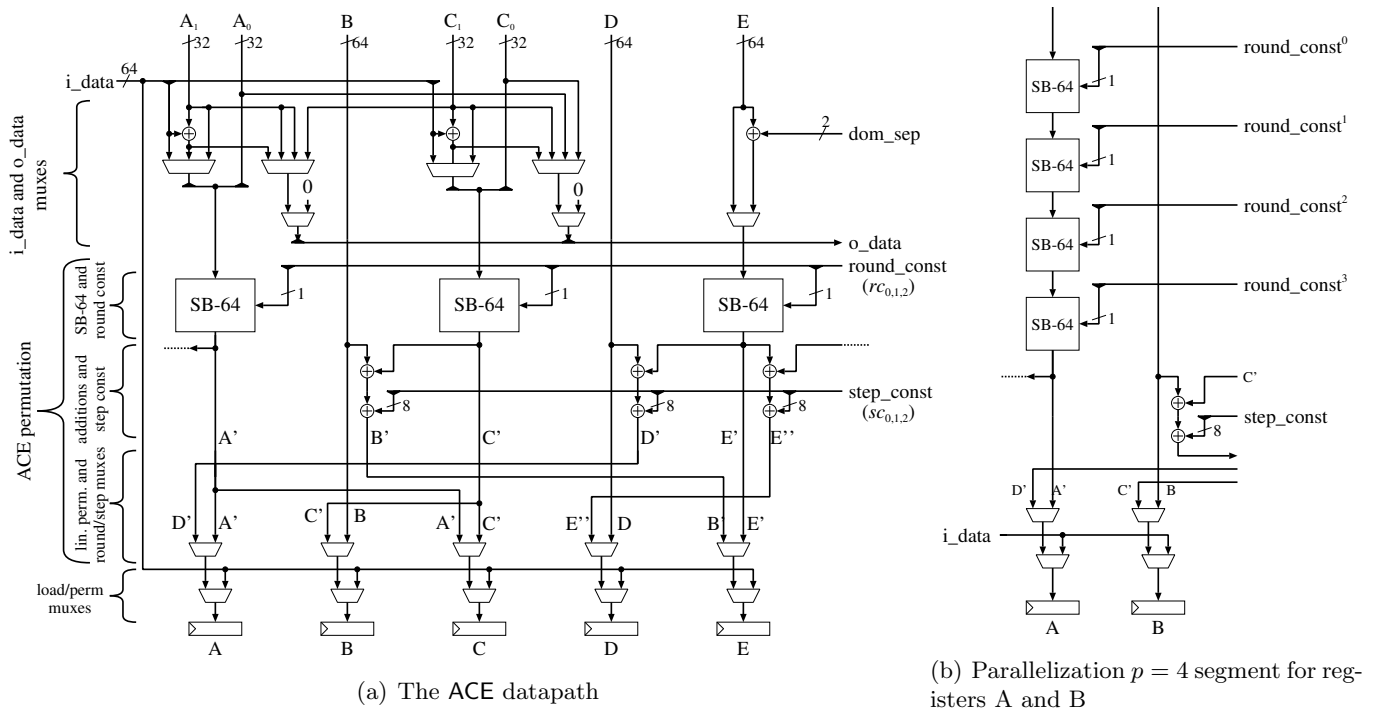 A₁ A₀ B C₁ C₀ D E
32 32 64 32 32 64 64
i_data 64
i_data and o_data
muxes
2 dom_sep
0 0
o_data
round_const
(rc₀,₁,₂)
SB-64 and
round const
SB-64 1 SB-64 1 SB-64 1
ACE permutation
additions and
step const
step_const
(sc₀,₁,₂)
8 8 8
A' B' C' D' E' E''
lin. perm. and
round/step muxes
D' A' C' B A' C' E'' D B' E'
load/perm
muxes
A B C D E
(a) The ACE datapath
round_const⁰
SB-64 1
round_const¹
SB-64 1
round_const²
SB-64 1
round_const³
SB-64 1
C'
step_const
8
D' A' C' B
i_data
A B
(b) Parallelization p = 4 segment for reg-
isters A and B